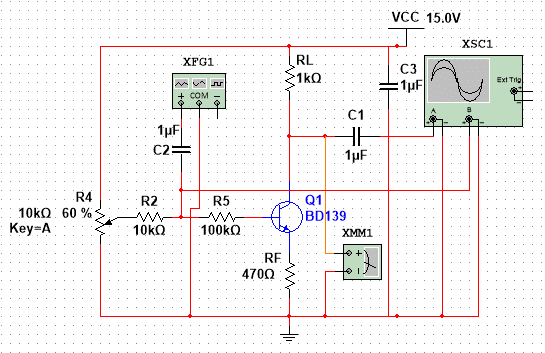 VCC 15.0V
XSC1
XFG1
RL
1kΩ
C3
1µF
Ext Trig
+
COM
−
A
B
+ −
+ −
+
−
1µF
C2
C1
1µF
R4
10kΩ
60 %
Key=A
R2
10kΩ
R5
100kΩ
Q1
BD139
XMM1
+
−
RF
470Ω